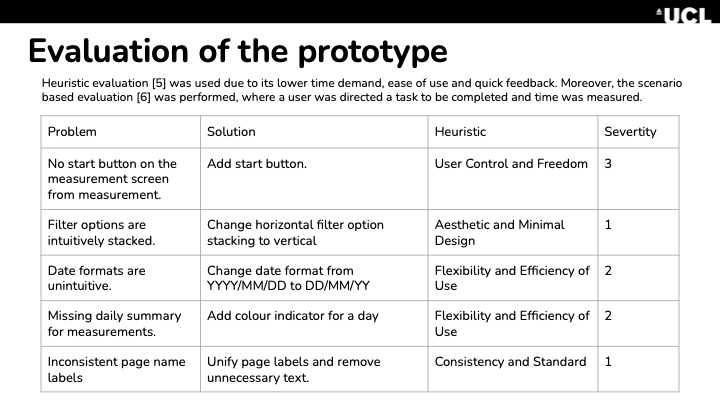 UCL
Evaluation of the prototype
Heuristic evaluation [5] was used due to its lower time demand, ease of use and quick feedback. Moreover, the scenario
based evaluation [6] was performed, where a user was directed a task to be completed and time was measured.
Problem
Solution
Heuristic
Severtity
No start button on the
measurement screen
from measurement.
Add start button.
User Control and Freedom
3
Filter options are
intuitively stacked.
Change horizontal filter option
stacking to vertical
Aesthetic and Minimal
Design
1
Date formats are
unintuitive.
Change date format from
YYYY/MM/DD to DD/MM/YY
Flexibility and Efficiency of
Use
2
Missing daily summary
for measurements.
Add colour indicator for a day
Flexibility and Efficiency of
Use
2
Inconsistent page name
labels
Unify page labels and remove
unnecessary text.
Consistency and Standard
1